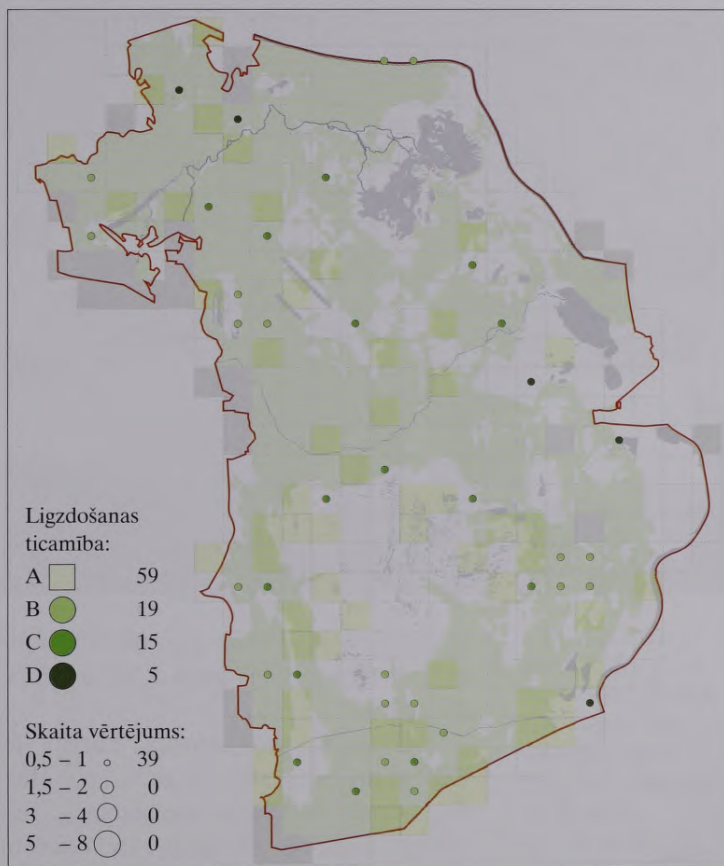 Ligzdošanas
ticamība:
A 59
B 19
C 15
D 5
Skaita vērtējums:
0,5 – 1 39
1,5 – 2 0
3 – 4 0
5 – 8 0